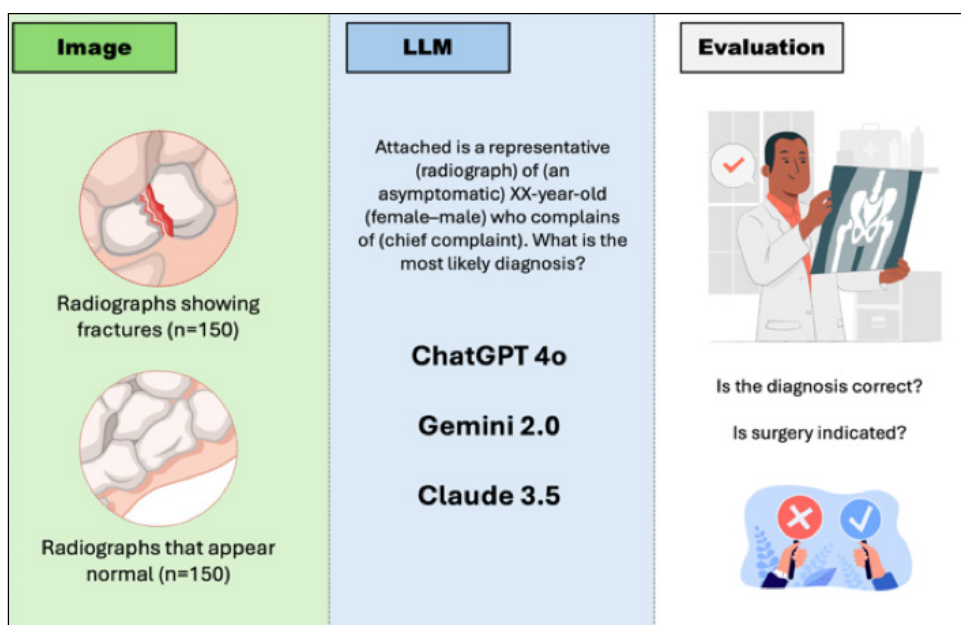 Image
Radiographs showing
fractures (n=150)
Radiographs that appear
normal (n=150)
LLM
Attached is a representative
(radiograph) of (an
asymptomatic) XX-year-old
(female–male) who complains
of (chief complaint). What is the
most likely diagnosis?
ChatGPT 4o
Gemini 2.0
Claude 3.5
Evaluation
Is the diagnosis correct?
Is surgery indicated?